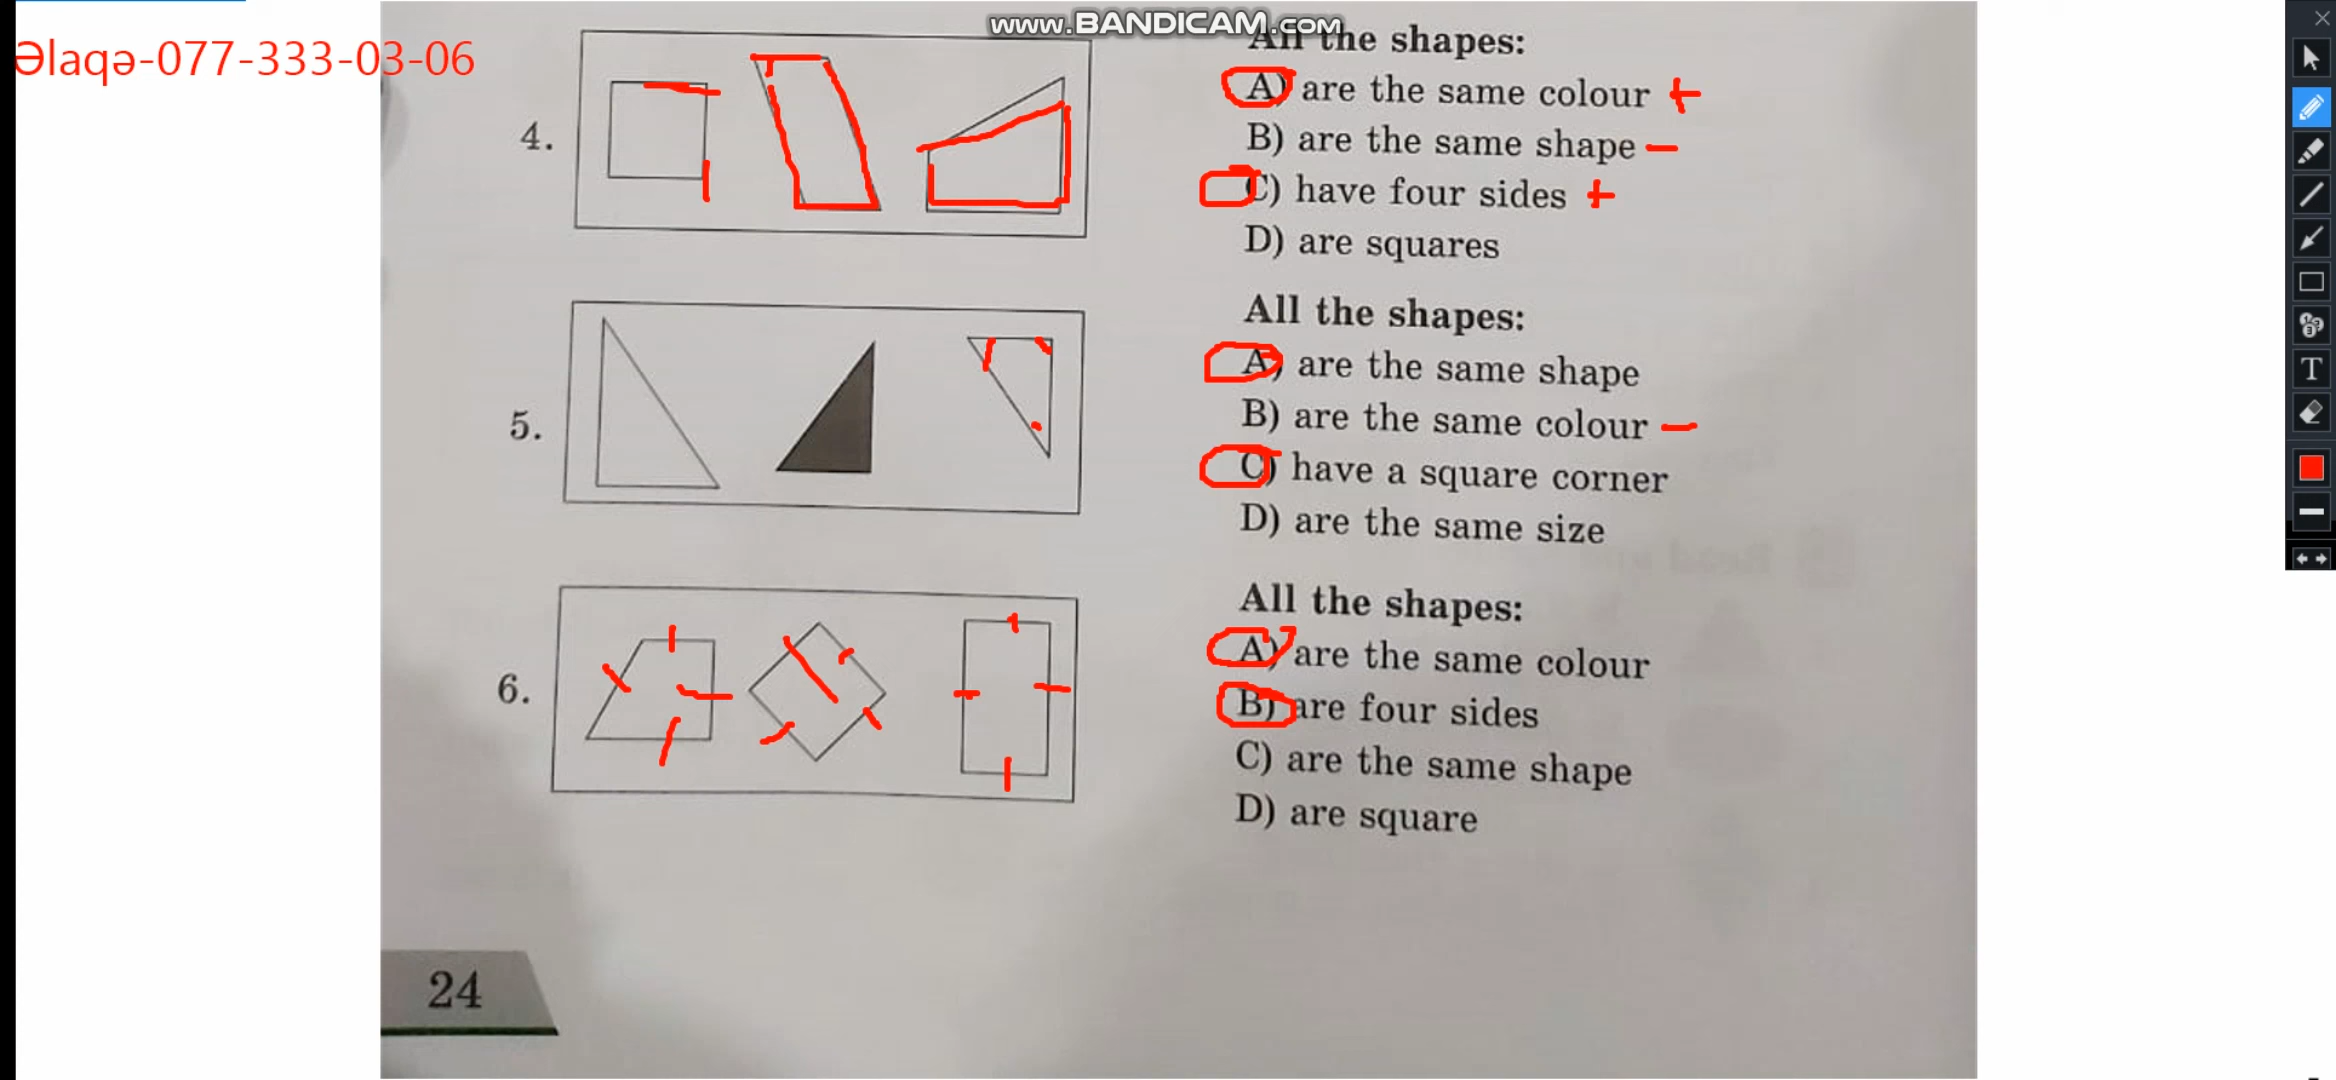 www.BANDICAM.com
Əlaqə-077-333-03-06
4.
All the shapes:
A) are the same colour +
B) are the same shape −
C) have four sides +
D) are squares
5.
All the shapes:
A) are the same shape
B) are the same colour −
C) have a square corner
D) are the same size
6.
All the shapes:
A) are the same colour
B) are four sides
C) are the same shape
D) are square
24
T